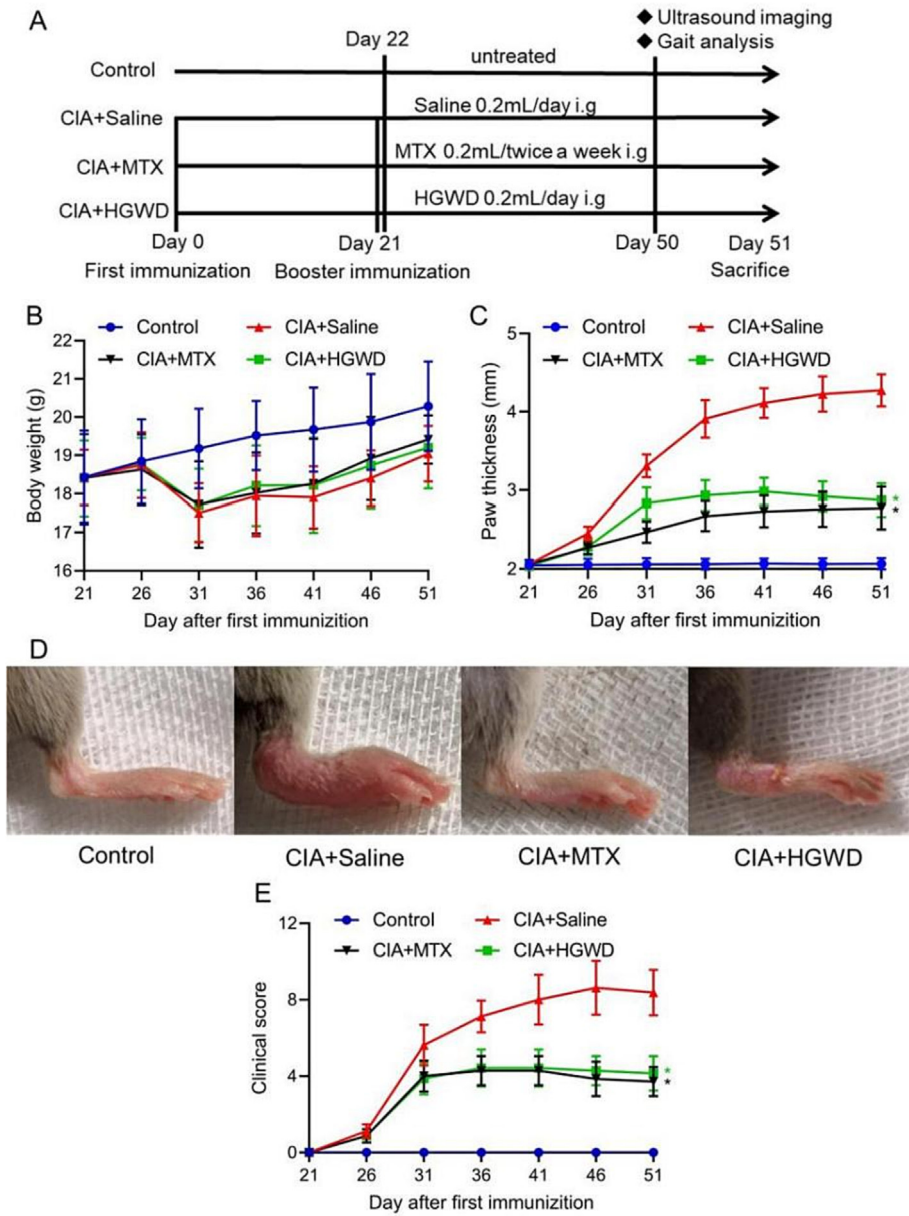 A
◆ Ultrasound imaging
◆ Gait analysis
Day 22
Control
untreated
CIA+Saline
Saline 0.2mL/day i.g
CIA+MTX
MTX 0.2mL/twice a week i.g
CIA+HGWD
HGWD 0.2mL/day i.g
Day 0
Day 21
Day 50
Day 51
First immunization
Booster immunization
Sacrifice
B
Control
CIA+Saline
CIA+MTX
CIA+HGWD
Body weight (g)
22
21
20
19
18
17
16
21 26 31 36 41 46 51
Day after first immunizition
C
Control
CIA+Saline
CIA+MTX
CIA+HGWD
Paw thickness (mm)
5
4
3
2
*
*
21 26 31 36 41 46 51
Day after first immunizition
D
Control
CIA+Saline
CIA+MTX
CIA+HGWD
E
Control
CIA+Saline
CIA+MTX
CIA+HGWD
Clinical score
12
8
4
0
*
*
21 26 31 36 41 46 51
Day after first immunizition